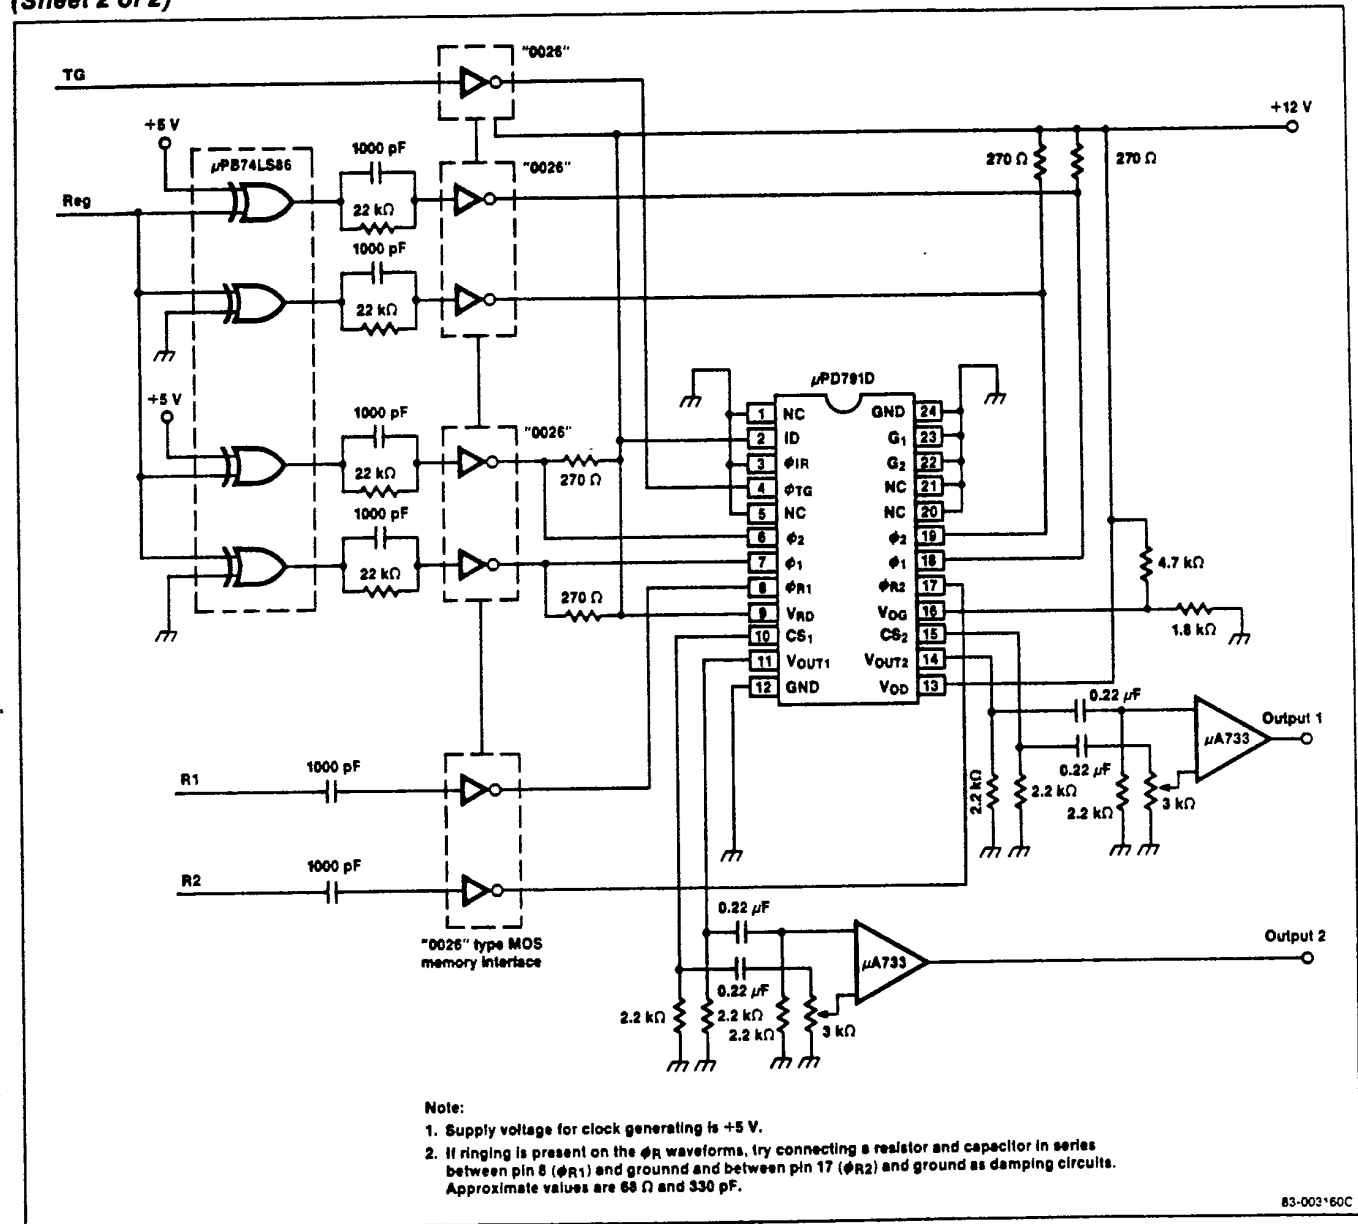 (Sheet 2 of 2)
"0026"
TG
+12 V
+5 V
1000 pF
270 Ω
270 Ω
μPB74LS86
"0026"
Reg
22 kΩ
1000 pF
22 kΩ
μPD791D
+5 V
1000 pF
"0026"
22 kΩ
270 Ω
1000 pF
22 kΩ
270 Ω
1 NC GND 24
2 ID G1 23
3 ϕIR G2 22
4 ϕTG NC 21
5 NC NC 20
6 ϕ2 ϕ2 19
7 ϕ1 ϕ1 18
8 ϕR1 ϕR2 17
9 VRD VOG 16
10 CS1 CS2 15
11 VOUT1 VOUT2 14
12 GND VOD 13
4.7 kΩ
1.8 kΩ
0.22 μF
Output 1
μA733
0.22 μF
2.2 kΩ
2.2 kΩ
2.2 kΩ
3 kΩ
R1
1000 pF
R2
1000 pF
"0026" type MOS
memory interface
0.22 μF
Output 2
μA733
0.22 μF
2.2 kΩ
2.2 kΩ
2.2 kΩ
3 kΩ
Note:
1. Supply voltage for clock generating is +5 V.
2. If ringing is present on the ϕR waveforms, try connecting a resistor and capacitor in series
between pin 8 (ϕR1) and grounnd and between pin 17 (ϕR2) and ground as damping circuits.
Approximate values are 68 Ω and 330 pF.
83-003160C